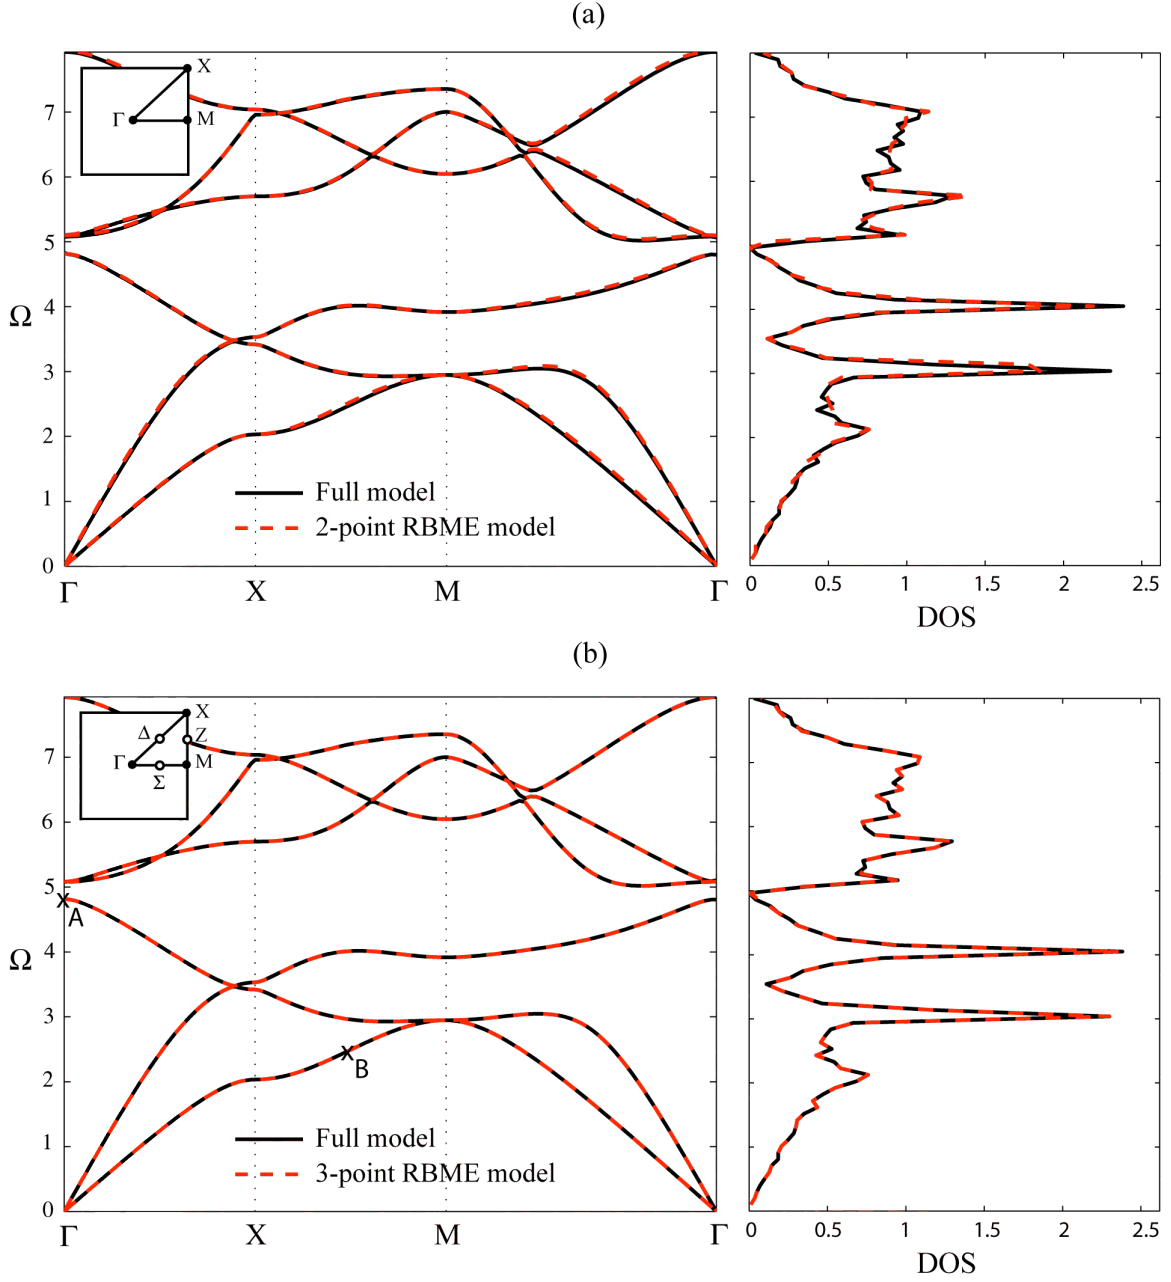 (a)
X
Γ
M
7
6
5
4
3
2
1
0
Ω
Full model
2-point RBME model
Γ X M Γ
0 0.5 1 1.5 2 2.5
DOS
(b)
X
Δ Z
Γ M
Σ
7
6
5
4
3
2
1
0
Ω
A
B
Full model
3-point RBME model
Γ X M Γ
0 0.5 1 1.5 2 2.5
DOS